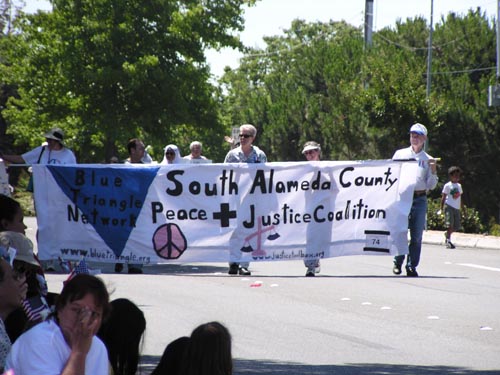 Blue
Triangle
Network
South Alameda County
Peace + Justice Coalition
www.bluetriangle.org
74